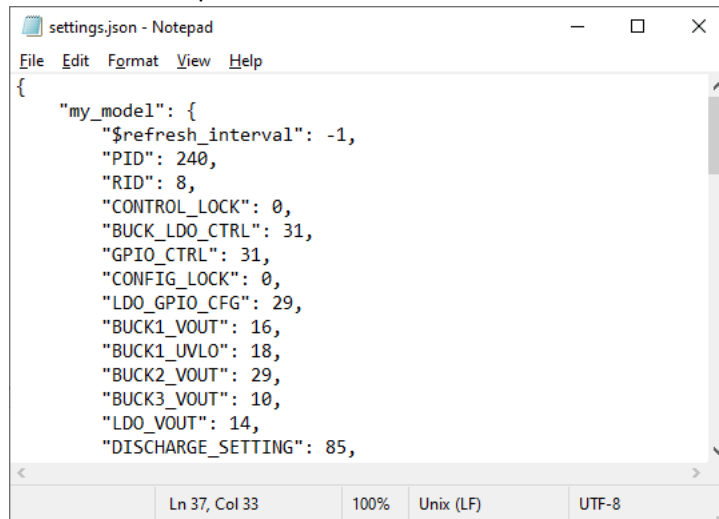 settings.json - Notepad
File Edit Format View Help
{
    "my_model": {
        "$refresh_interval": -1,
        "PID": 240,
        "RID": 8,
        "CONTROL_LOCK": 0,
        "BUCK_LDO_CTRL": 31,
        "GPIO_CTRL": 31,
        "CONFIG_LOCK": 0,
        "LDO_GPIO_CFG": 29,
        "BUCK1_VOUT": 16,
        "BUCK1_UVLO": 18,
        "BUCK2_VOUT": 29,
        "BUCK3_VOUT": 10,
        "LDO_VOUT": 14,
        "DISCHARGE_SETTING": 85,
Ln 37, Col 33 100% Unix (LF) UTF-8